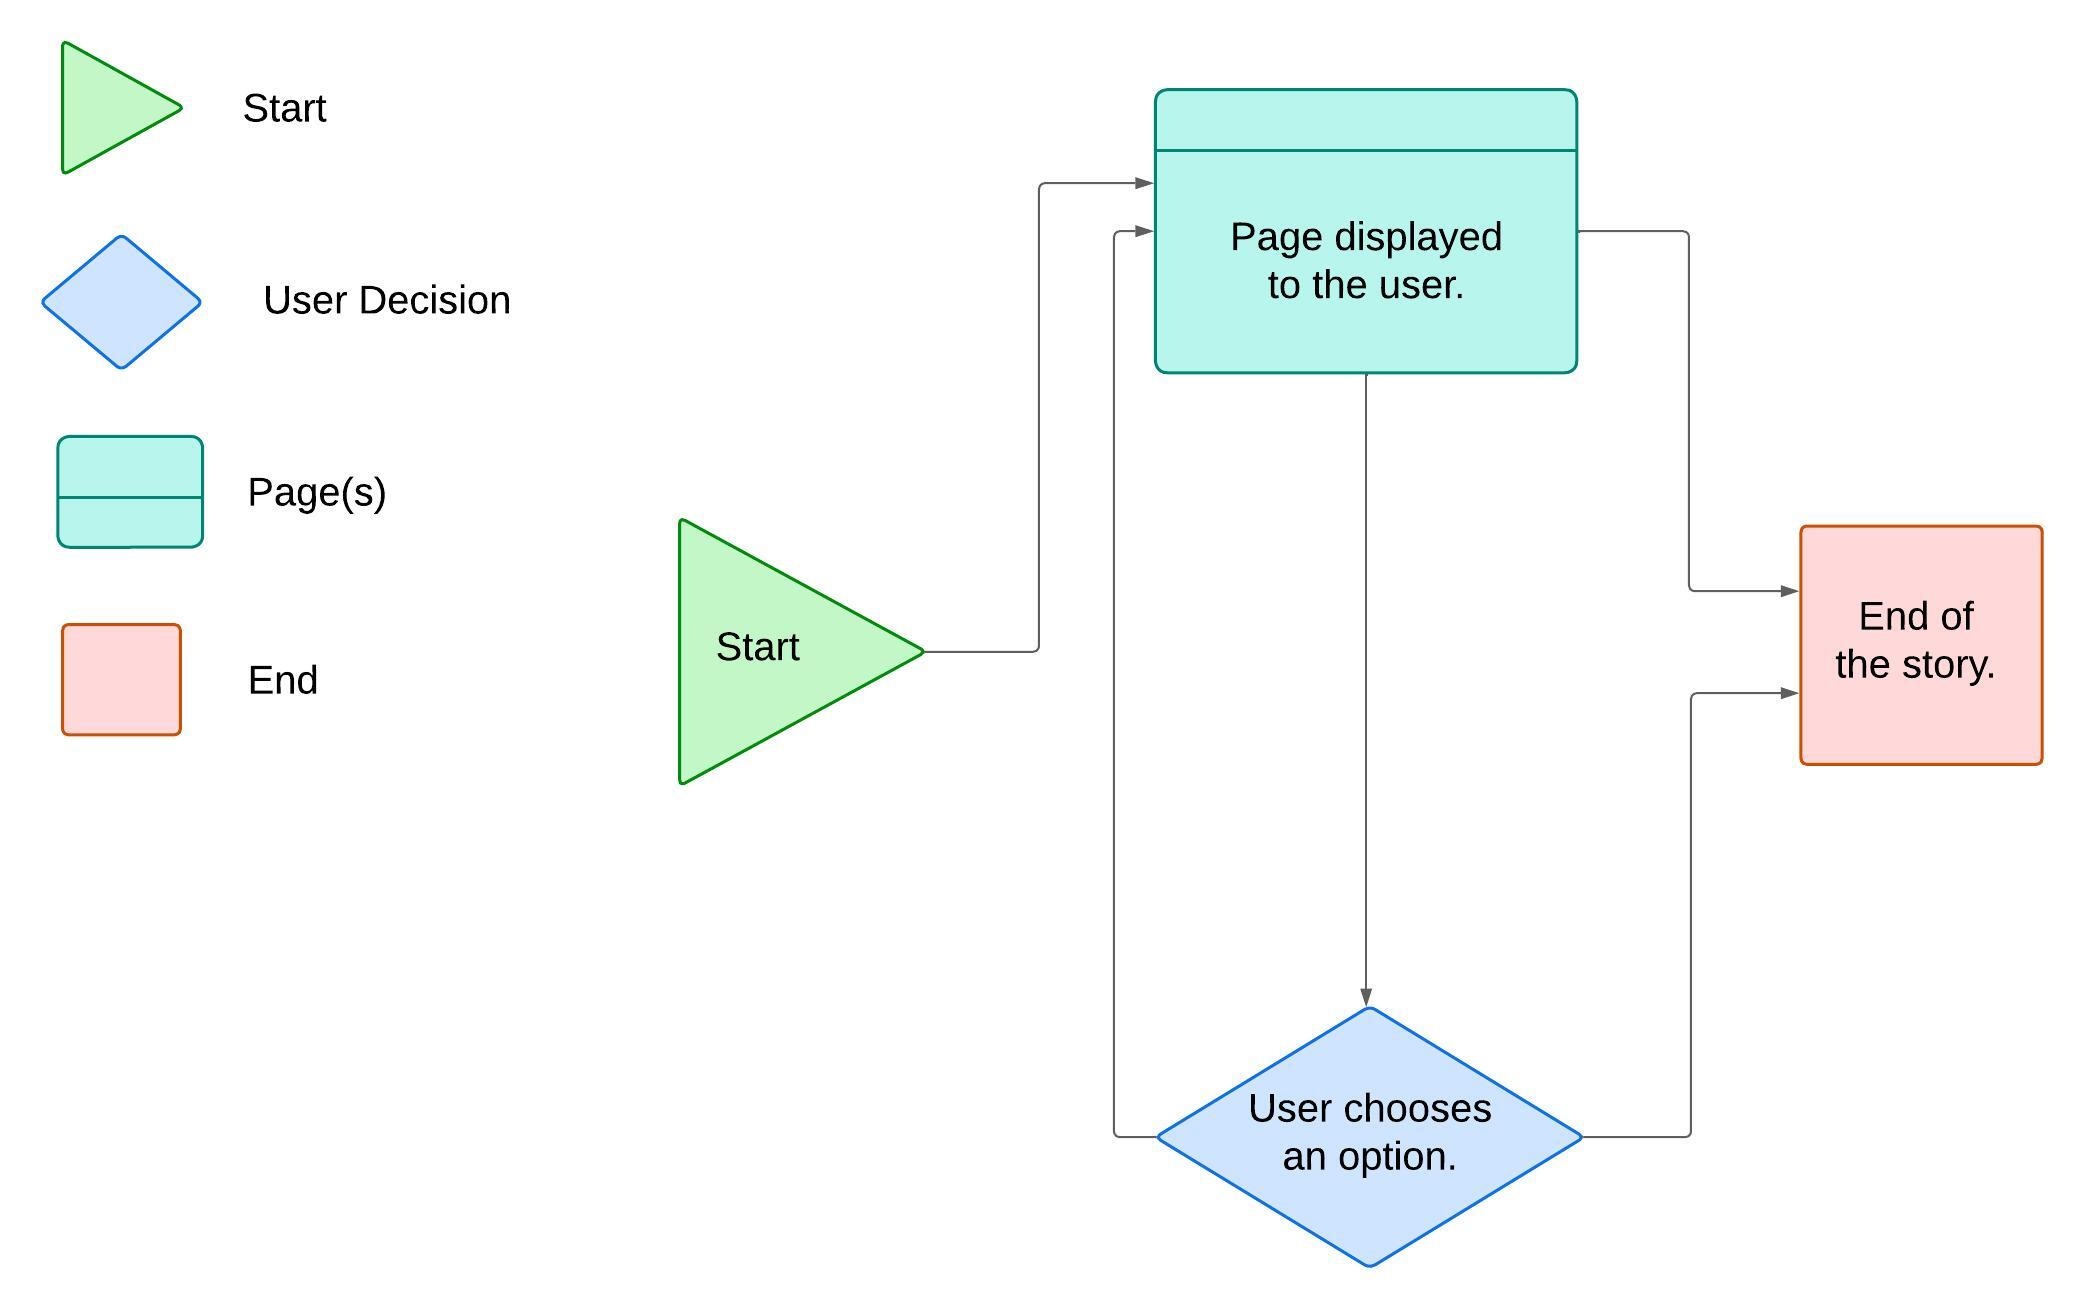 Start
User Decision
Page(s)
End
Start
Page displayed
to the user.
User chooses
an option.
End of
the story.